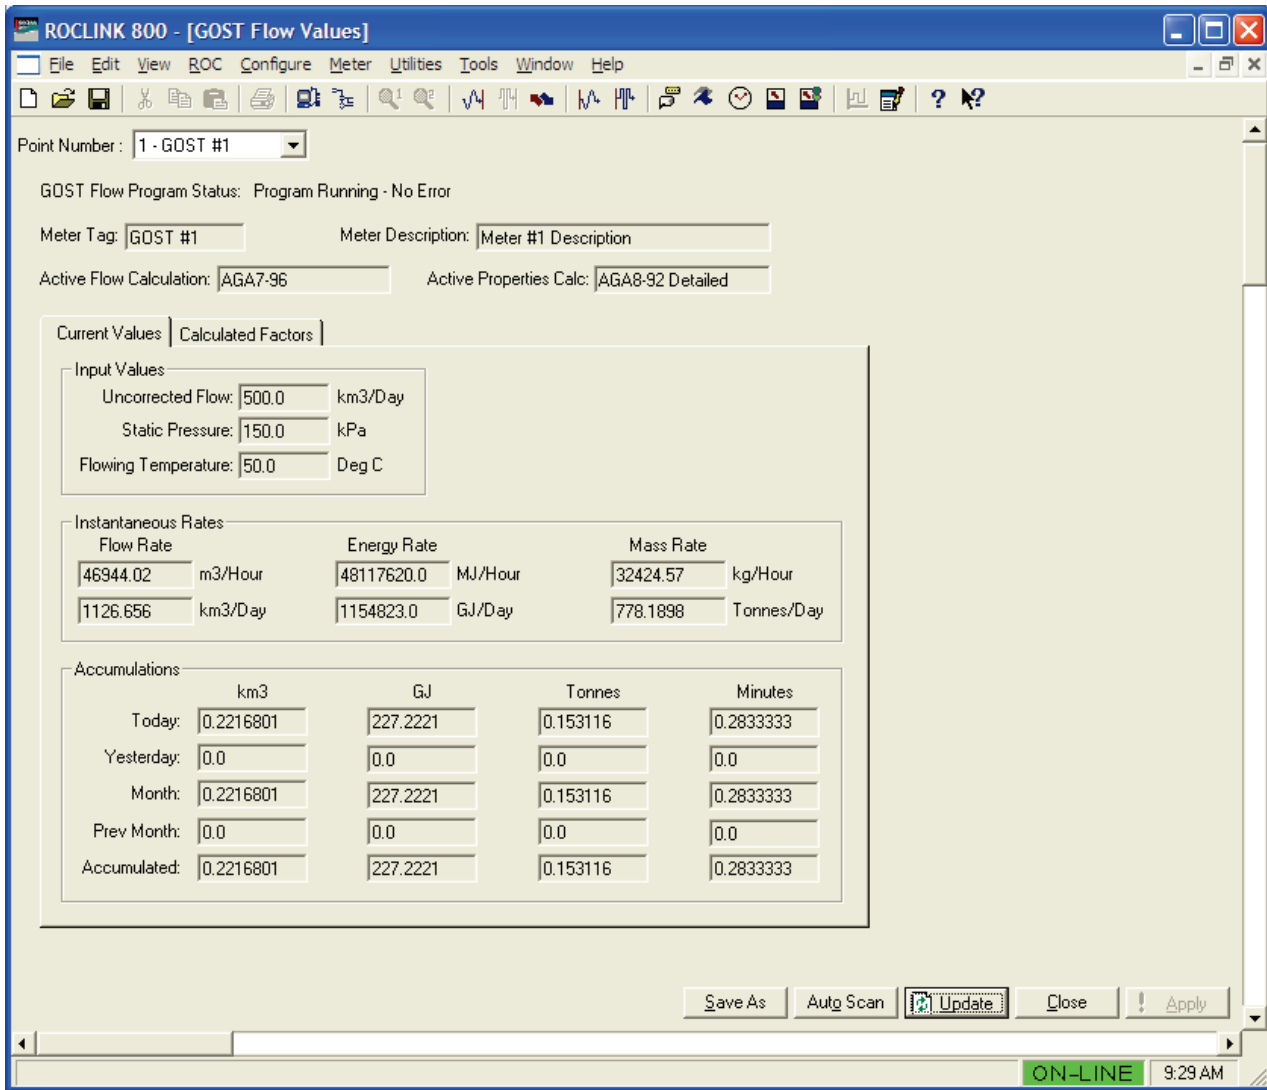 ROCLINK 800 - [GOST Flow Values]
File Edit View ROC Configure Meter Utilities Tools Window Help
Point Number : 1 - GOST #1
GOST Flow Program Status: Program Running - No Error
Meter Tag: GOST #1 Meter Description: Meter #1 Description
Active Flow Calculation: AGA7-96 Active Properties Calc: AGA8-92 Detailed
Current Values Calculated Factors
Input Values
Uncorrected Flow: 500.0 km3/Day
Static Pressure: 150.0 kPa
Flowing Temperature: 50.0 Deg C
Instantaneous Rates
Flow Rate Energy Rate Mass Rate
46944.02 m3/Hour 48117620.0 MJ/Hour 32424.57 kg/Hour
1126.656 km3/Day 1154823.0 GJ/Day 778.1898 Tonnes/Day
Accumulations
km3 GJ Tonnes Minutes
Today: 0.2216801 227.2221 0.153116 0.2833333
Yesterday: 0.0 0.0 0.0 0.0
Month: 0.2216801 227.2221 0.153116 0.2833333
Prev Month: 0.0 0.0 0.0 0.0
Accumulated: 0.2216801 227.2221 0.153116 0.2833333
Save As Auto Scan Update Close ! Apply
ON-LINE 9:29 AM